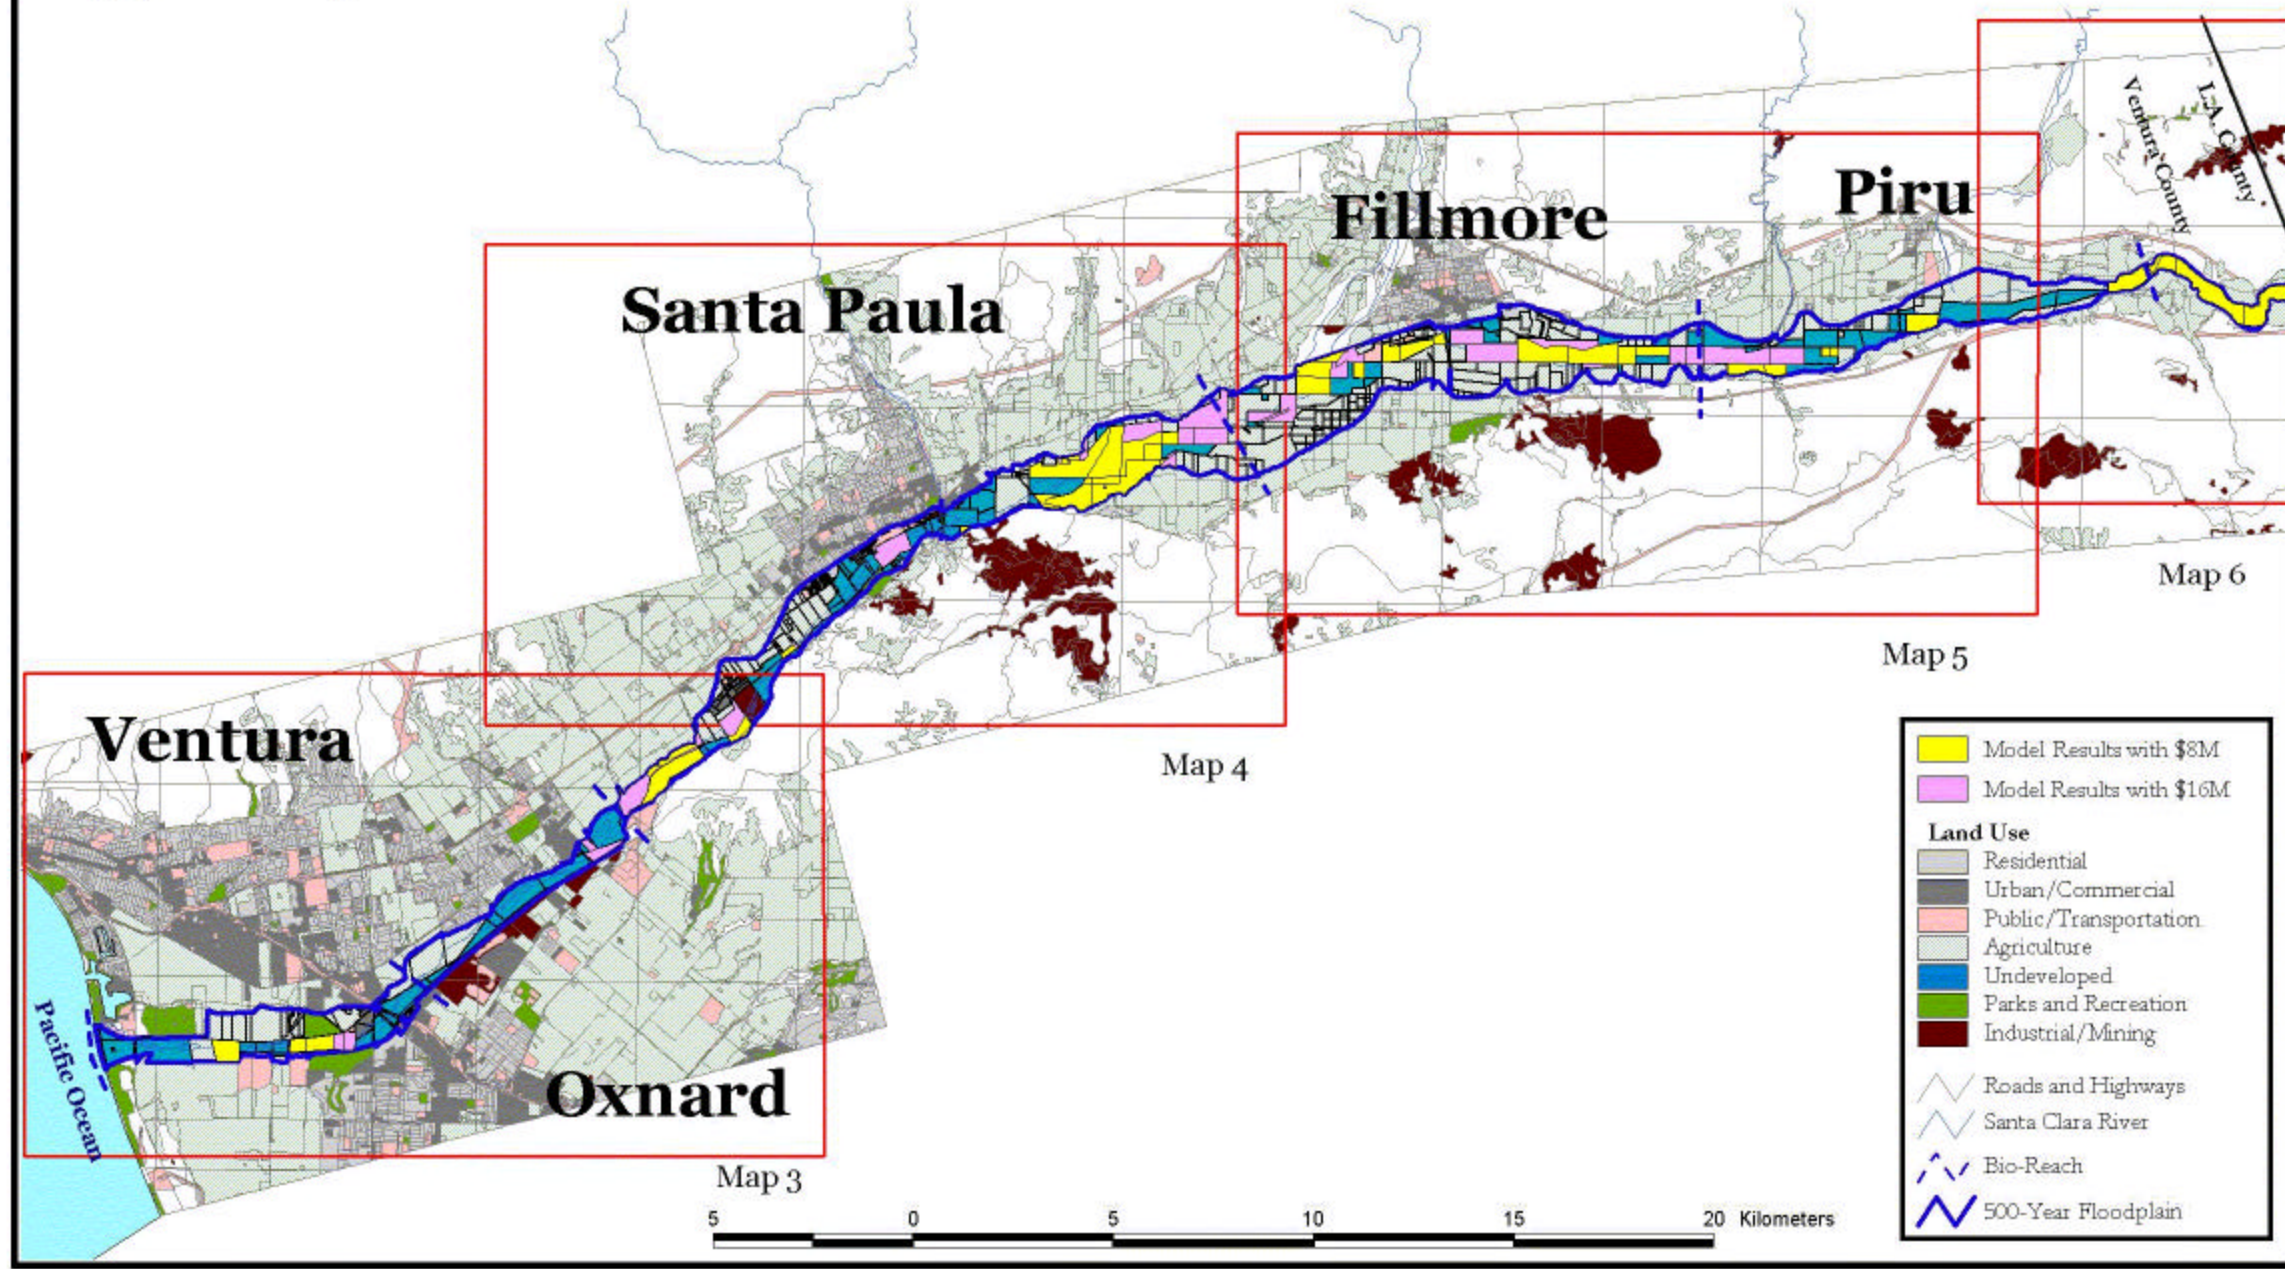 L.A. County
Ventura County
Piru
Fillmore
Santa Paula
Map 6
Map 5
Ventura
Map 4
Pacific Ocean
Oxnard
Map 3
Model Results with $8M
Model Results with $16M
Land Use
Residential
Urban/Commercial
Public/Transportation
Agriculture
Undeveloped
Parks and Recreation
Industrial/Mining
Roads and Highways
Santa Clara River
Bio-Reach
500-Year Floodplain
5 0 5 10 15 20 Kilometers